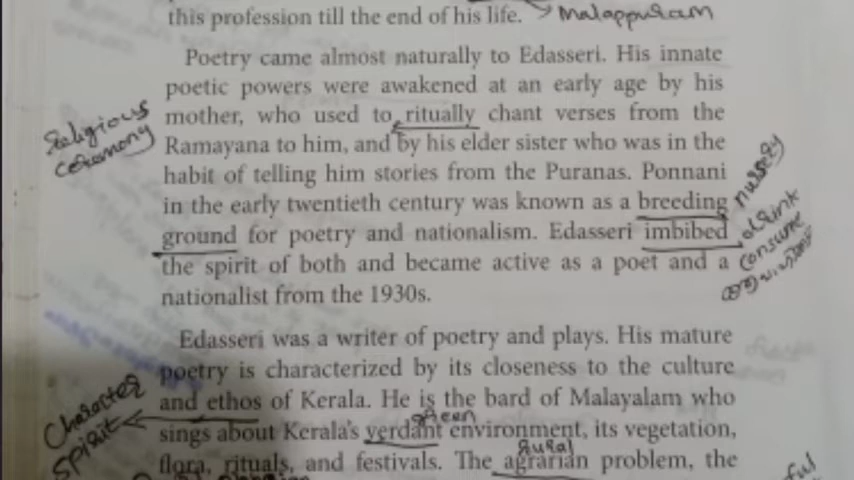 this profession till the end of his life. Malappuram
Poetry came almost naturally to Edasseri. His innate
poetic powers were awakened at an early age by his
mother, who used to ritually chant verses from the
Religious
ceremony
Ramayana to him, and by his elder sister who was in the
habit of telling him stories from the Puranas. Ponnani
in the early twentieth century was known as a breeding
nursery
ground for poetry and nationalism. Edasseri imbibed
drink
consume
the spirit of both and became active as a poet and a
nationalist from the 1930s.
Edasseri was a writer of poetry and plays. His mature
poetry is characterized by its closeness to the culture
and ethos of Kerala. He is the bard of Malayalam who
Character
Spirit
green
sings about Kerala's verdant environment, its vegetation,
rural
flora, rituals, and festivals. The agrarian problem, the